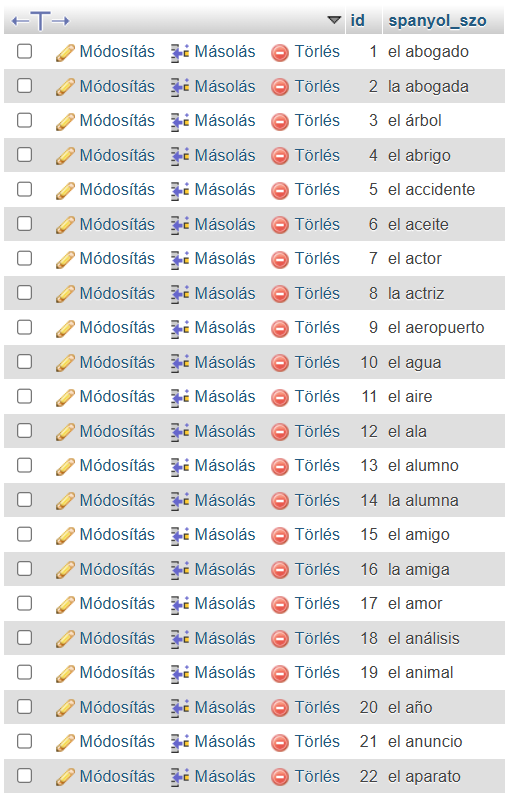 id spanyol_szo
Módosítás Másolás Törlés 1 el abogado
Módosítás Másolás Törlés 2 la abogada
Módosítás Másolás Törlés 3 el árbol
Módosítás Másolás Törlés 4 el abrigo
Módosítás Másolás Törlés 5 el accidente
Módosítás Másolás Törlés 6 el aceite
Módosítás Másolás Törlés 7 el actor
Módosítás Másolás Törlés 8 la actriz
Módosítás Másolás Törlés 9 el aeropuerto
Módosítás Másolás Törlés 10 el agua
Módosítás Másolás Törlés 11 el aire
Módosítás Másolás Törlés 12 el ala
Módosítás Másolás Törlés 13 el alumno
Módosítás Másolás Törlés 14 la alumna
Módosítás Másolás Törlés 15 el amigo
Módosítás Másolás Törlés 16 la amiga
Módosítás Másolás Törlés 17 el amor
Módosítás Másolás Törlés 18 el análisis
Módosítás Másolás Törlés 19 el animal
Módosítás Másolás Törlés 20 el año
Módosítás Másolás Törlés 21 el anuncio
Módosítás Másolás Törlés 22 el aparato